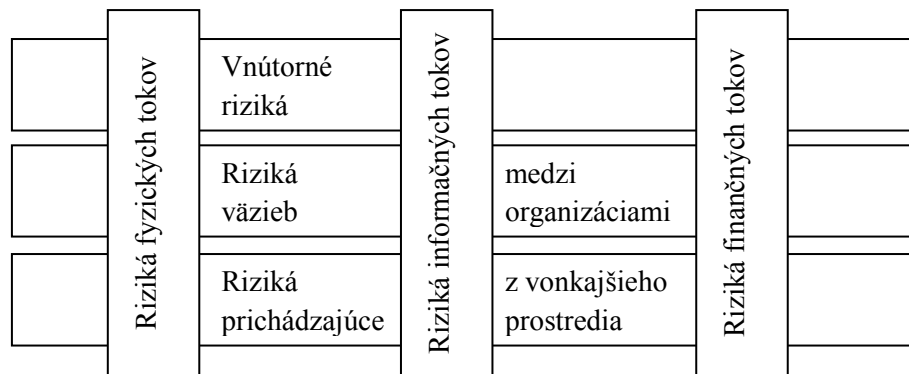 Riziká fyzických tokov
Vnútorné
riziká
Riziká
väzieb
Riziká
prichádzajúce
Riziká informačných tokov
medzi
organizáciami
z vonkajšieho
prostredia
Riziká finančných tokov